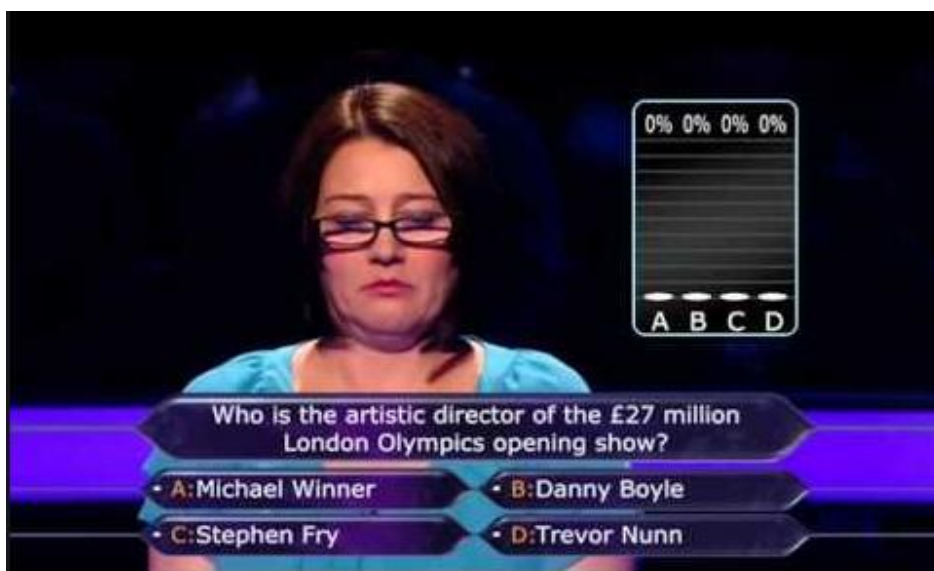 0% 0% 0% 0%
A B C D
Who is the artistic director of the £27 million
London Olympics opening show?
A:Michael Winner
B:Danny Boyle
C:Stephen Fry
D:Trevor Nunn